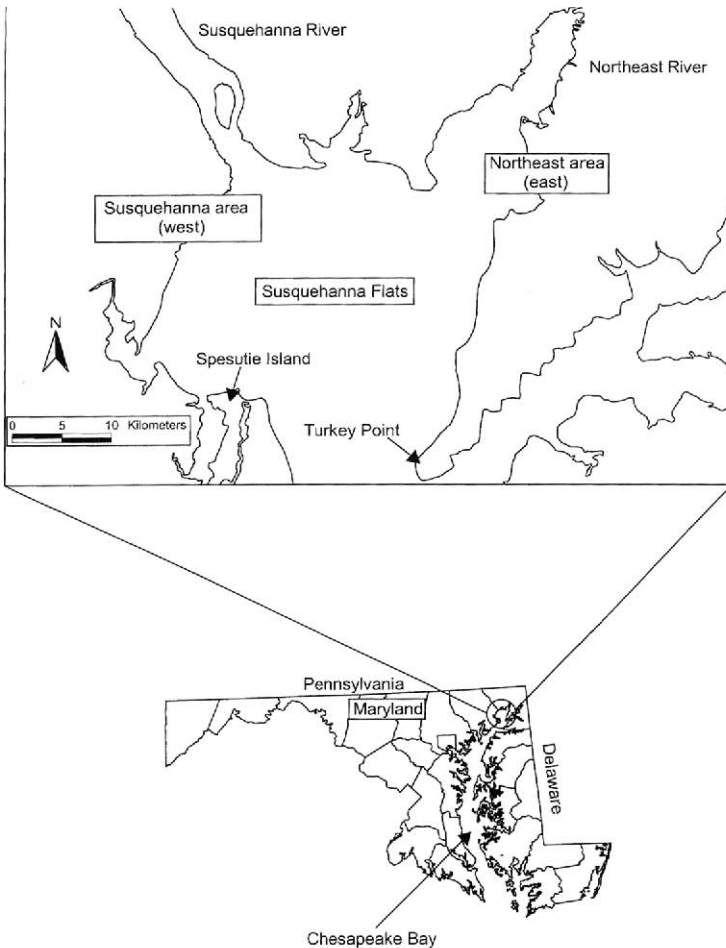 Susquehanna River
Northeast River
Northeast area
(east)
Susquehanna area
(west)
Susquehanna Flats
N
Spesutie Island
0 5 10 Kilometers
Turkey Point
Pennsylvania
Maryland
Delaware
Chesapeake Bay